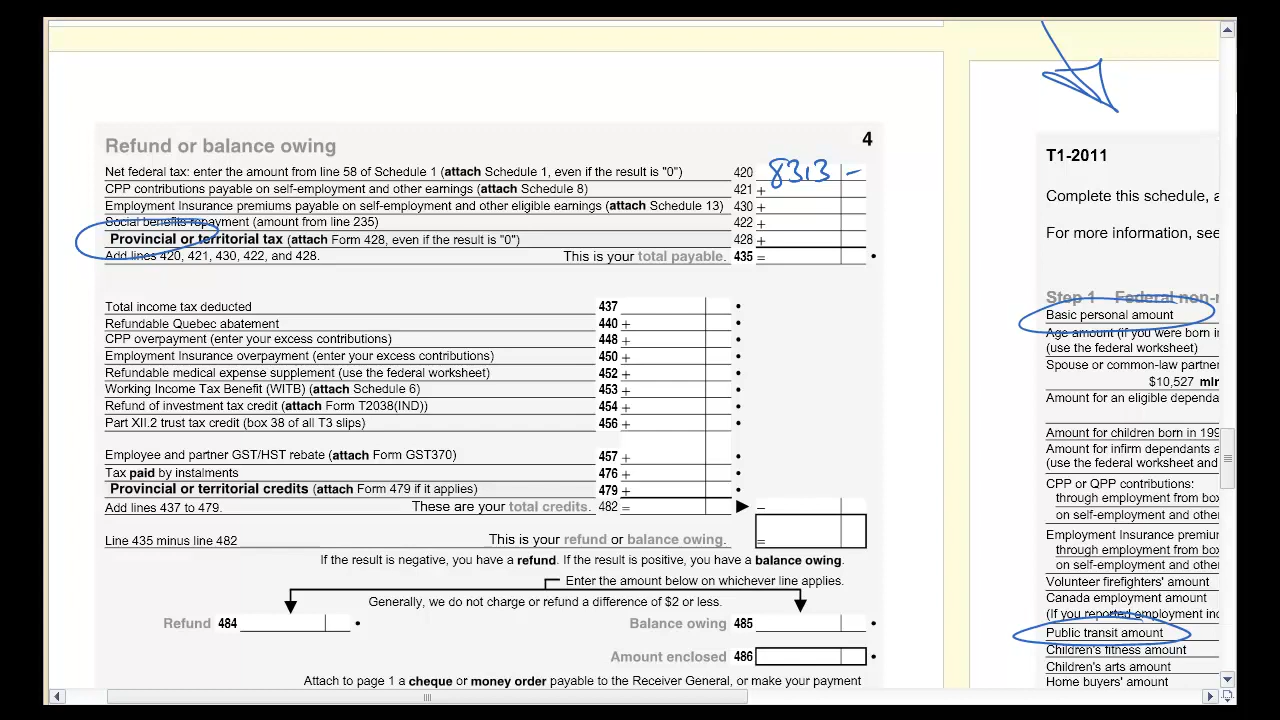 4
Refund or balance owing
Net federal tax: enter the amount from line 58 of Schedule 1 (attach Schedule 1, even if the result is "0") 420 8313 –
CPP contributions payable on self-employment and other earnings (attach Schedule 8) 421 +
Employment Insurance premiums payable on self-employment and other eligible earnings (attach Schedule 13) 430 +
Social benefits repayment (amount from line 235) 422 +
Provincial or territorial tax (attach Form 428, even if the result is "0") 428 +
Add lines 420, 421, 430, 422, and 428. This is your total payable. 435 = •
Total income tax deducted 437 •
Refundable Quebec abatement 440 + •
CPP overpayment (enter your excess contributions) 448 + •
Employment Insurance overpayment (enter your excess contributions) 450 + •
Refundable medical expense supplement (use the federal worksheet) 452 + •
Working Income Tax Benefit (WITB) (attach Schedule 6) 453 + •
Refund of investment tax credit (attach Form T2038(IND)) 454 + •
Part XII.2 trust tax credit (box 38 of all T3 slips) 456 + •
Employee and partner GST/HST rebate (attach Form GST370) 457 + •
Tax paid by instalments 476 + •
Provincial or territorial credits (attach Form 479 if it applies) 479 + •
Add lines 437 to 479. These are your total credits. 482 = –
Line 435 minus line 482 This is your refund or balance owing. =
If the result is negative, you have a refund. If the result is positive, you have a balance owing.
Enter the amount below on whichever line applies.
Generally, we do not charge or refund a difference of $2 or less.
Refund 484 • Balance owing 485 •
Amount enclosed 486 •
Attach to page 1 a cheque or money order payable to the Receiver General, or make your payment
T1-2011
Complete this schedule, a
For more information, see
Step 1 Federal non-r
Basic personal amount
Age amount (if you were born i
(use the federal worksheet)
Spouse or common-law partne
$10,527 min
Amount for an eligible dependa
Amount for children born in 199
Amount for infirm dependants a
(use the federal worksheet and
CPP or QPP contributions:
through employment from box
on self-employment and othe
Employment Insurance premium
through employment from box
on self-employment and othe
Volunteer firefighters' amount
Canada employment amount
(If you reported employment inc
Public transit amount
Children's fitness amount
Children's arts amount
Home buyers' amount